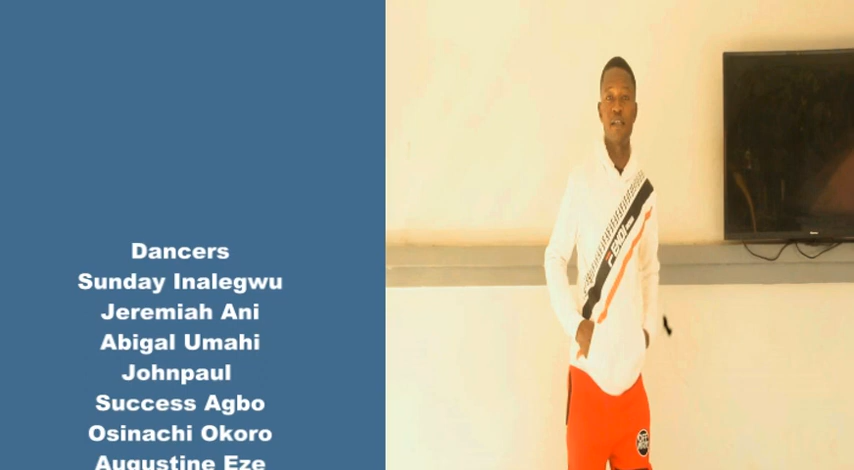 Dancers
Sunday Inalegwu
Jeremiah Ani
Abigal Umahi
Johnpaul
Success Agbo
Osinachi Okoro
Augustine Eze